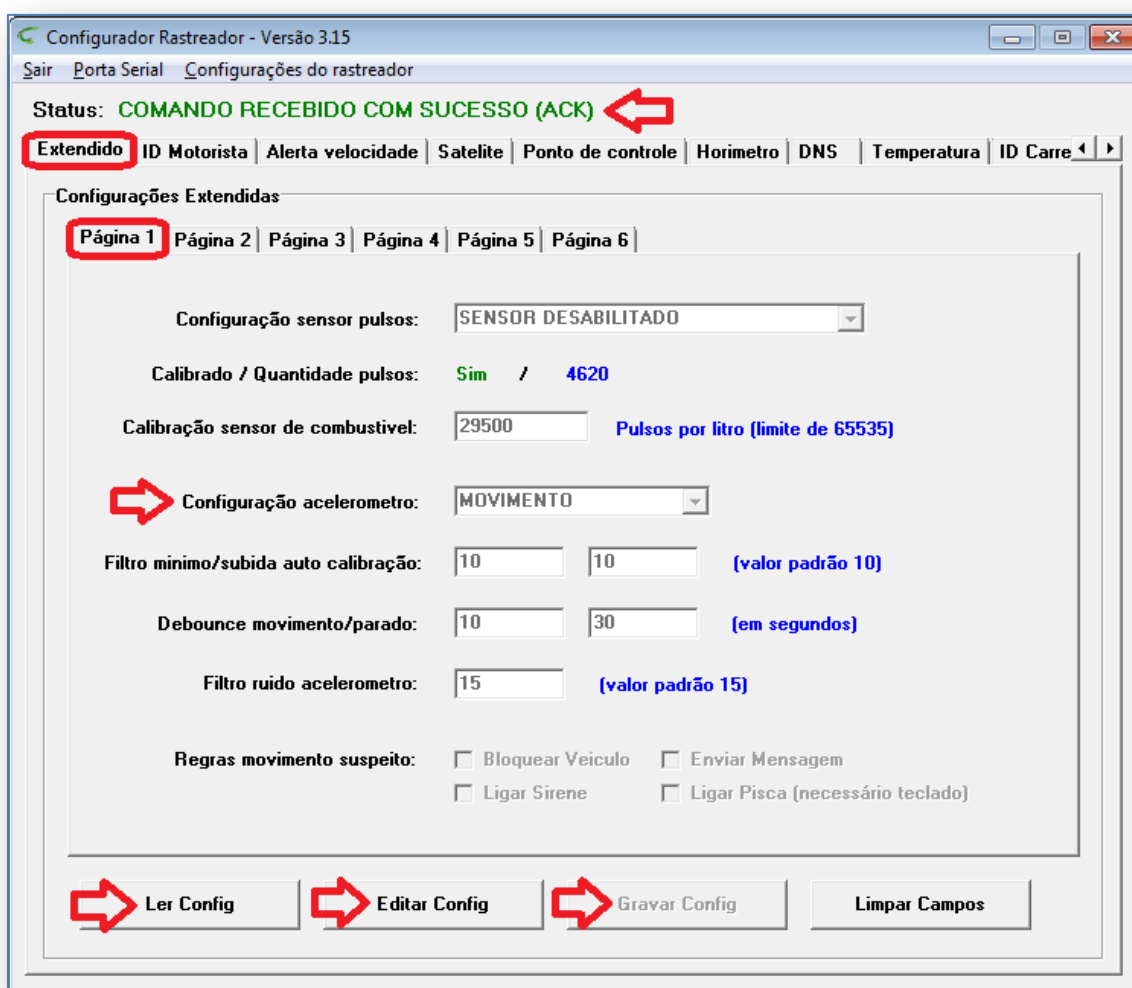 Configurador Rastreador - Versão 3.15
Sair Porta Serial Configurações do rastreador
Status: COMANDO RECEBIDO COM SUCESSO (ACK)
Extendido ID Motorista Alerta velocidade Satelite Ponto de controle Horimetro DNS Temperatura ID Carre
Configurações Extendidas
Página 1 Página 2 Página 3 Página 4 Página 5 Página 6
Configuração sensor pulsos: SENSOR DESABILITADO
Calibrado / Quantidade pulsos: Sim / 4620
Calibração sensor de combustivel: 29500 Pulsos por litro (limite de 65535)
Configuração acelerometro: MOVIMENTO
Filtro minimo/subida auto calibração: 10 10 (valor padrão 10)
Debounce movimento/parado: 10 30 (em segundos)
Filtro ruido acelerometro: 15 (valor padrão 15)
Regras movimento suspeito: Bloquear Veiculo Enviar Mensagem
Ligar Sirene Ligar Pisca (necessário teclado)
Ler Config Editar Config Gravar Config Limpar Campos